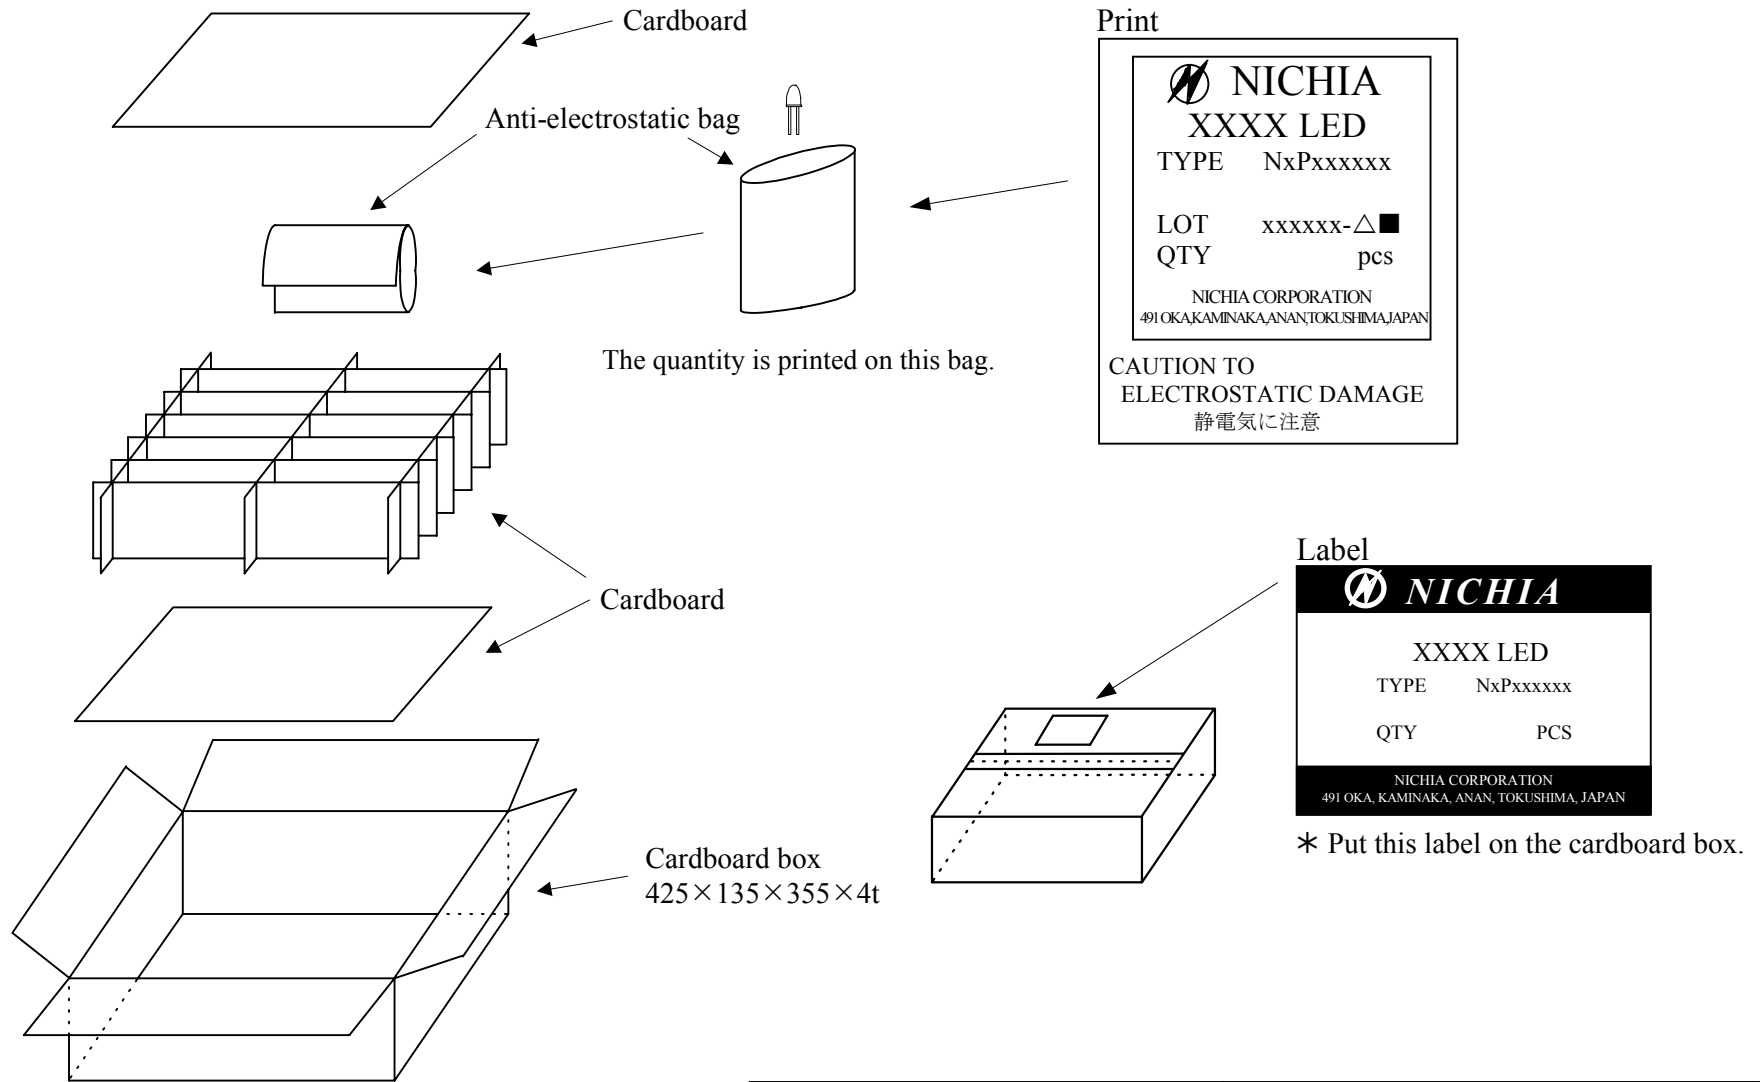 Cardboard
Anti-electrostatic bag
The quantity is printed on this bag.
Print
NICHIA
XXXX LED
TYPE NxPxxxxxx
LOT xxxxxx-△■
QTY pcs
NICHIA CORPORATION
491 OKA,KAMINAKA,ANAN,TOKUSHIMA,JAPAN
CAUTION TO
ELECTROSTATIC DAMAGE
静電気に注意
Cardboard
Cardboard box
425×135×355×4t
Label
NICHIA
XXXX LED
TYPE NxPxxxxxx
QTY PCS
NICHIA CORPORATION
491 OKA, KAMINAKA, ANAN, TOKUSHIMA, JAPAN
＊ Put this label on the cardboard box.